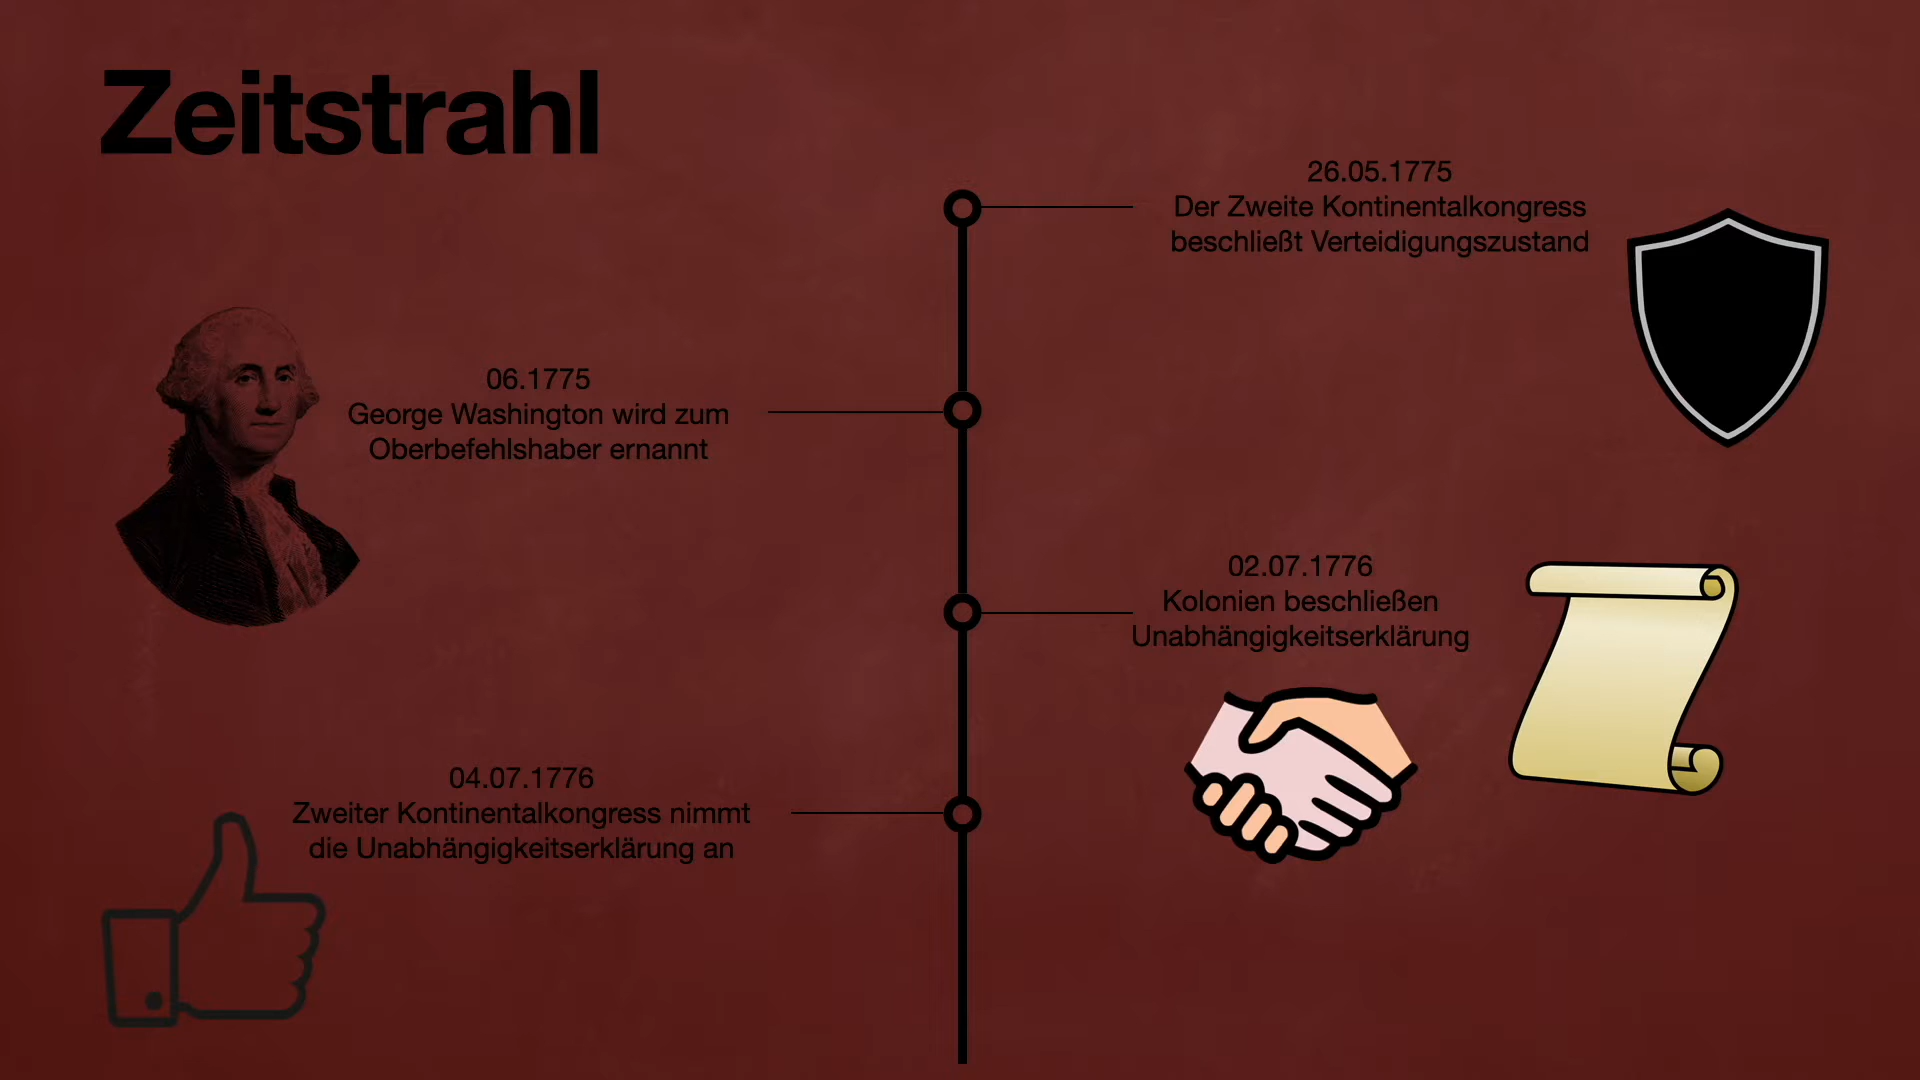 Zeitstrahl
26.05.1775
Der Zweite Kontinentalkongress
beschließt Verteidigungszustand
06.1775
George Washington wird zum
Oberbefehlshaber ernannt
02.07.1776
Kolonien beschließen
Unabhängigkeitserklärung
04.07.1776
Zweiter Kontinentalkongress nimmt
die Unabhängigkeitserklärung an